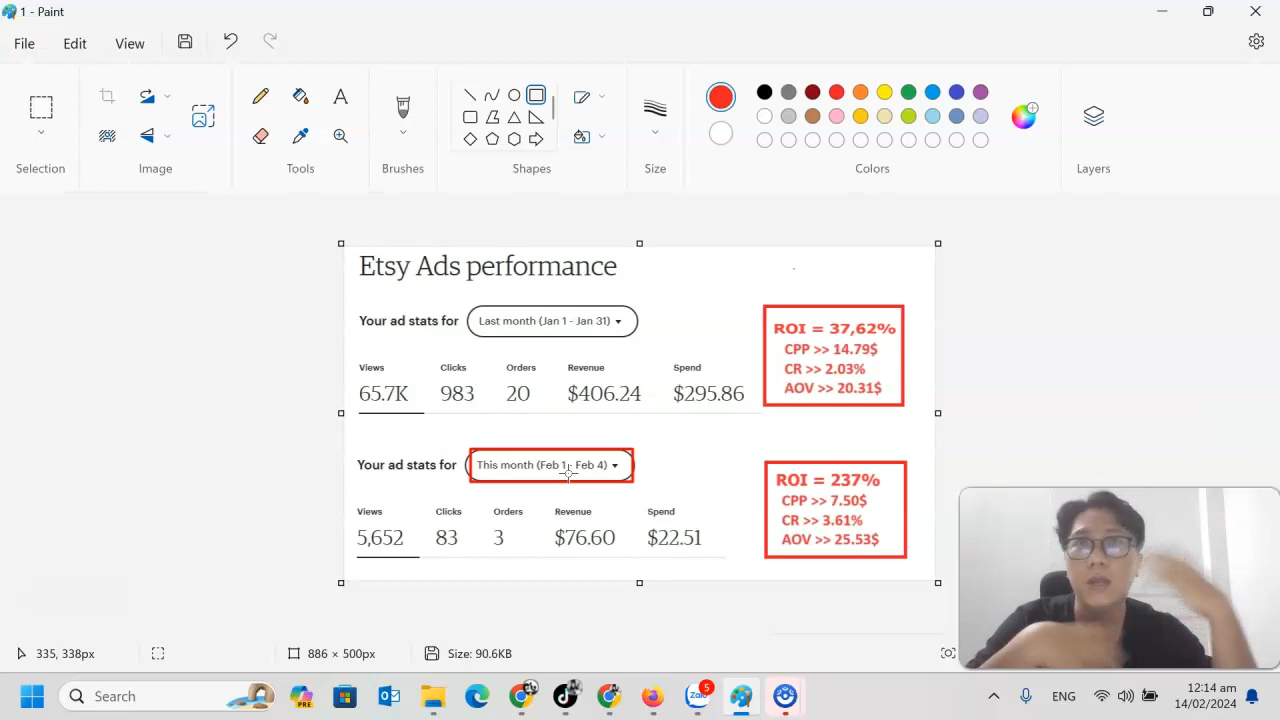 1 - Paint
File
Edit
View
Selection
Image
Tools
Brushes
Shapes
Size
Colors
Layers
Etsy Ads performance
Your ad stats for
Last month (Jan 1 - Jan 31)
Views
Clicks
Orders
Revenue
Spend
65.7K
983
20
$406.24
$295.86
ROI = 37,62%
CPP >> 14.79$
CR >> 2.03%
AOV >> 20.31$
Your ad stats for
This month (Feb 1 - Feb 4)
Views
Clicks
Orders
Revenue
Spend
5,652
83
3
$76.60
$22.51
ROI = 237%
CPP >> 7.50$
CR >> 3.61%
AOV >> 25.53$
335, 338px
886 × 500px
Size: 90.6KB
Search
PRE
Zalo
5
ENG
12:14 am
14/02/2024